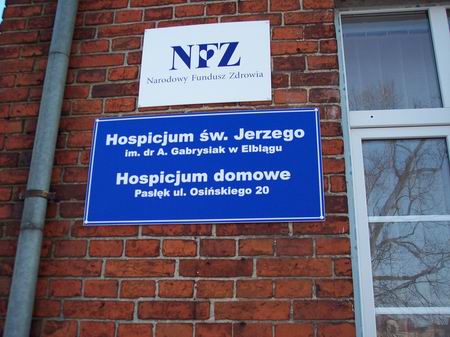 NFZ
Narodowy Fundusz Zdrowia
Hospicjum św. Jerzego
im. dr A. Gabrysiak w Elblągu
Hospicjum domowe
Pasłęk ul. Osińskiego 20